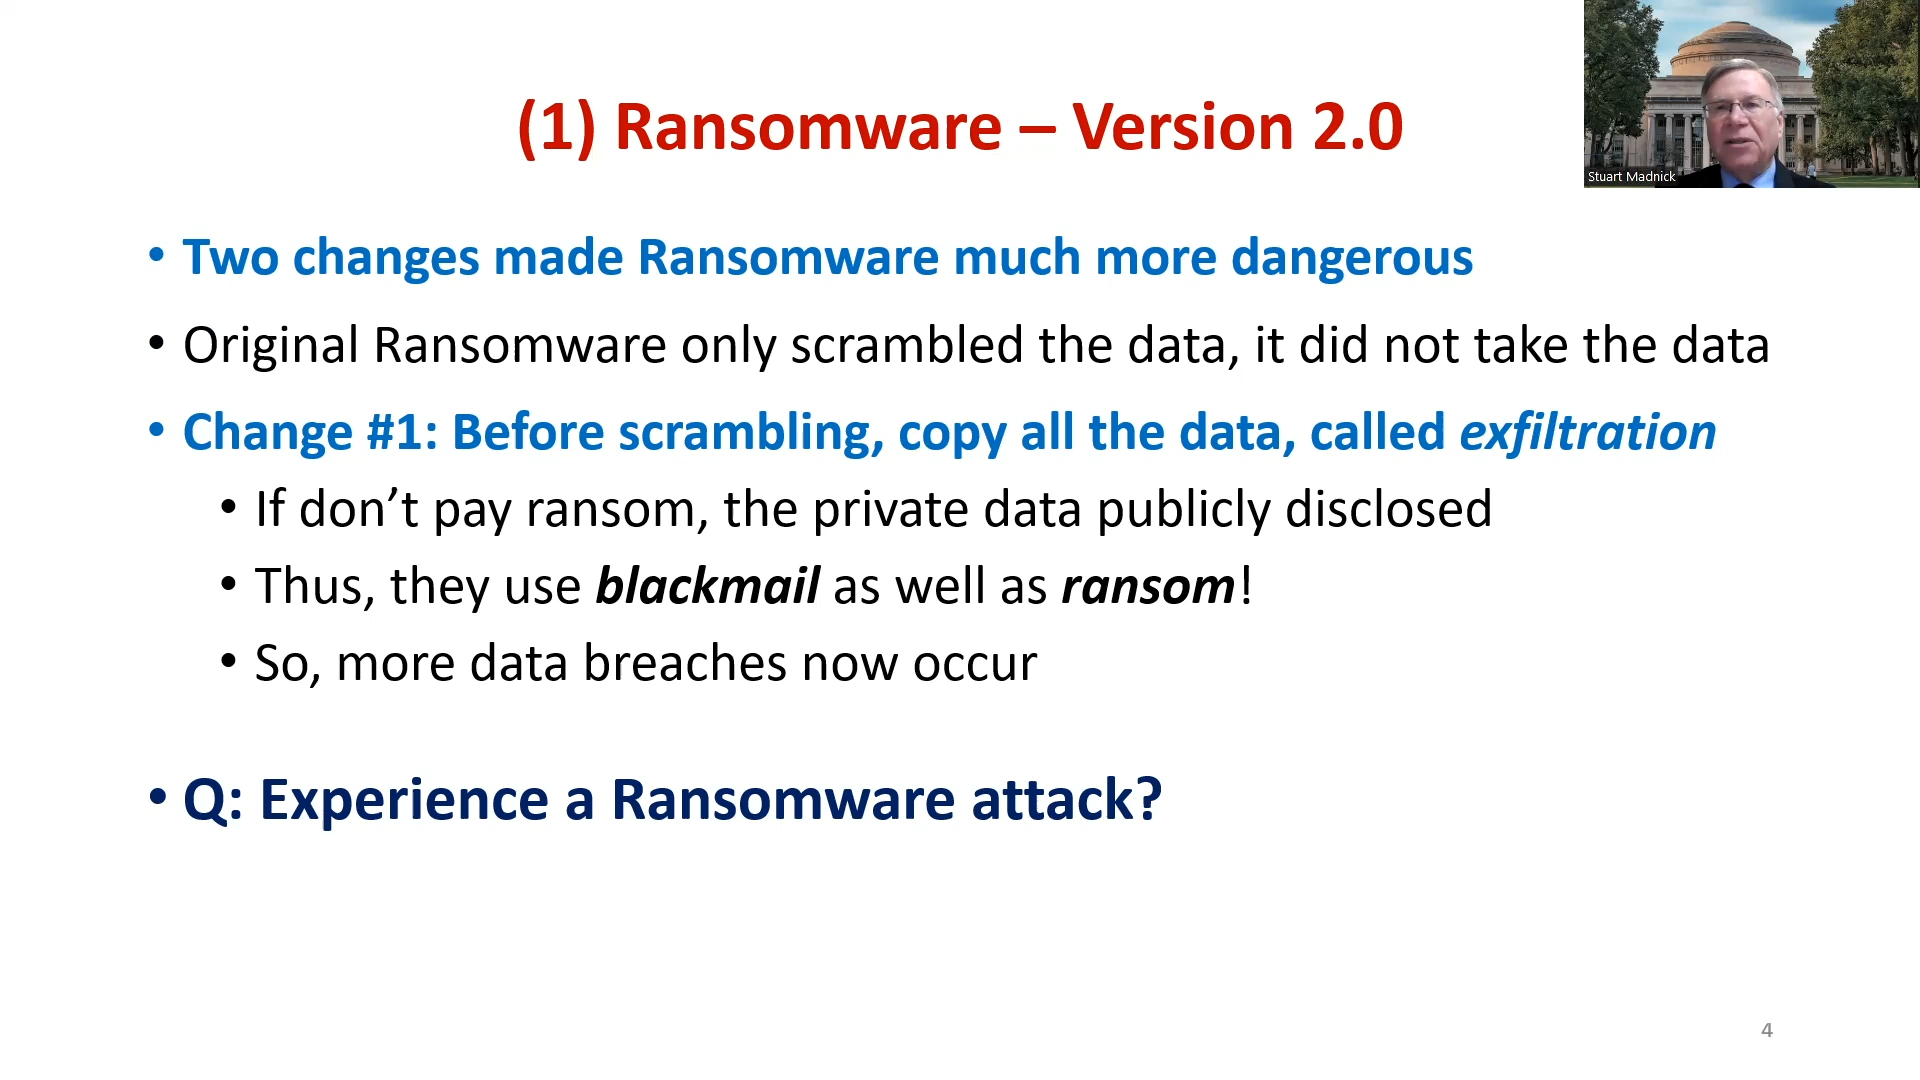 (1) Ransomware – Version 2.0
Stuart Madnick
• Two changes made Ransomware much more dangerous
• Original Ransomware only scrambled the data, it did not take the data
• Change #1: Before scrambling, copy all the data, called exfiltration
• If don’t pay ransom, the private data publicly disclosed
• Thus, they use blackmail as well as ransom!
• So, more data breaches now occur
• Q: Experience a Ransomware attack?
4